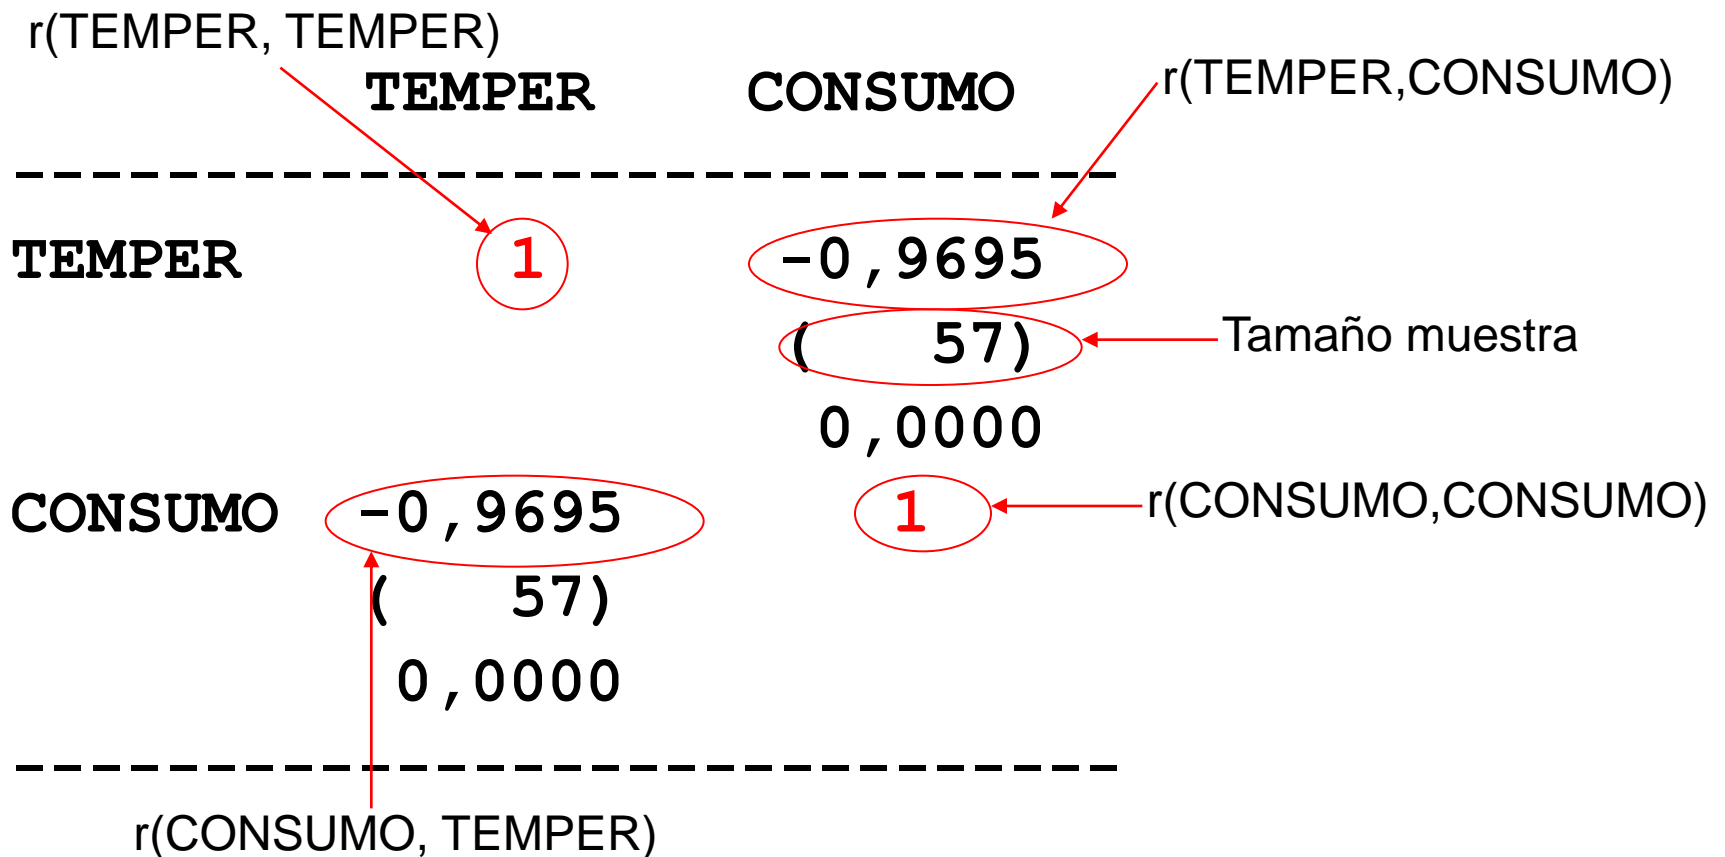 r(TEMPER, TEMPER)
TEMPER CONSUMO
r(TEMPER,CONSUMO)
TEMPER 1 -0,9695
( 57)
Tamaño muestra
0,0000
CONSUMO -0,9695 1
r(CONSUMO,CONSUMO)
( 57)
0,0000
r(CONSUMO, TEMPER)